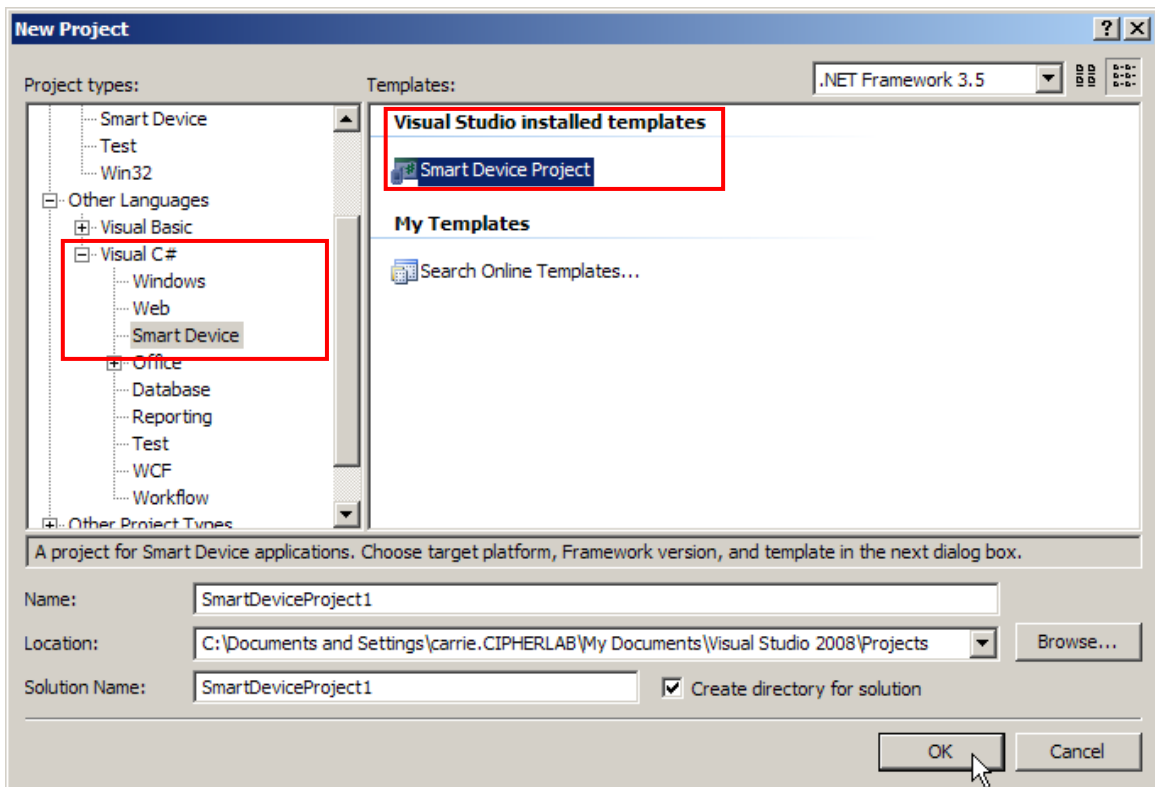 New Project
Project types:
Templates:
.NET Framework 3.5
Smart Device
Test
Win32
Other Languages
Visual Basic
Visual C#
Windows
Web
Smart Device
Office
Database
Reporting
Test
WCF
Workflow
Other Project Types
Visual Studio installed templates
Smart Device Project
My Templates
Search Online Templates...
A project for Smart Device applications. Choose target platform, Framework version, and template in the next dialog box.
Name:
SmartDeviceProject1
Location:
C:\Documents and Settings\carrie.CIPHERLAB\My Documents\Visual Studio 2008\Projects
Browse...
Solution Name:
SmartDeviceProject1
Create directory for solution
OK
Cancel